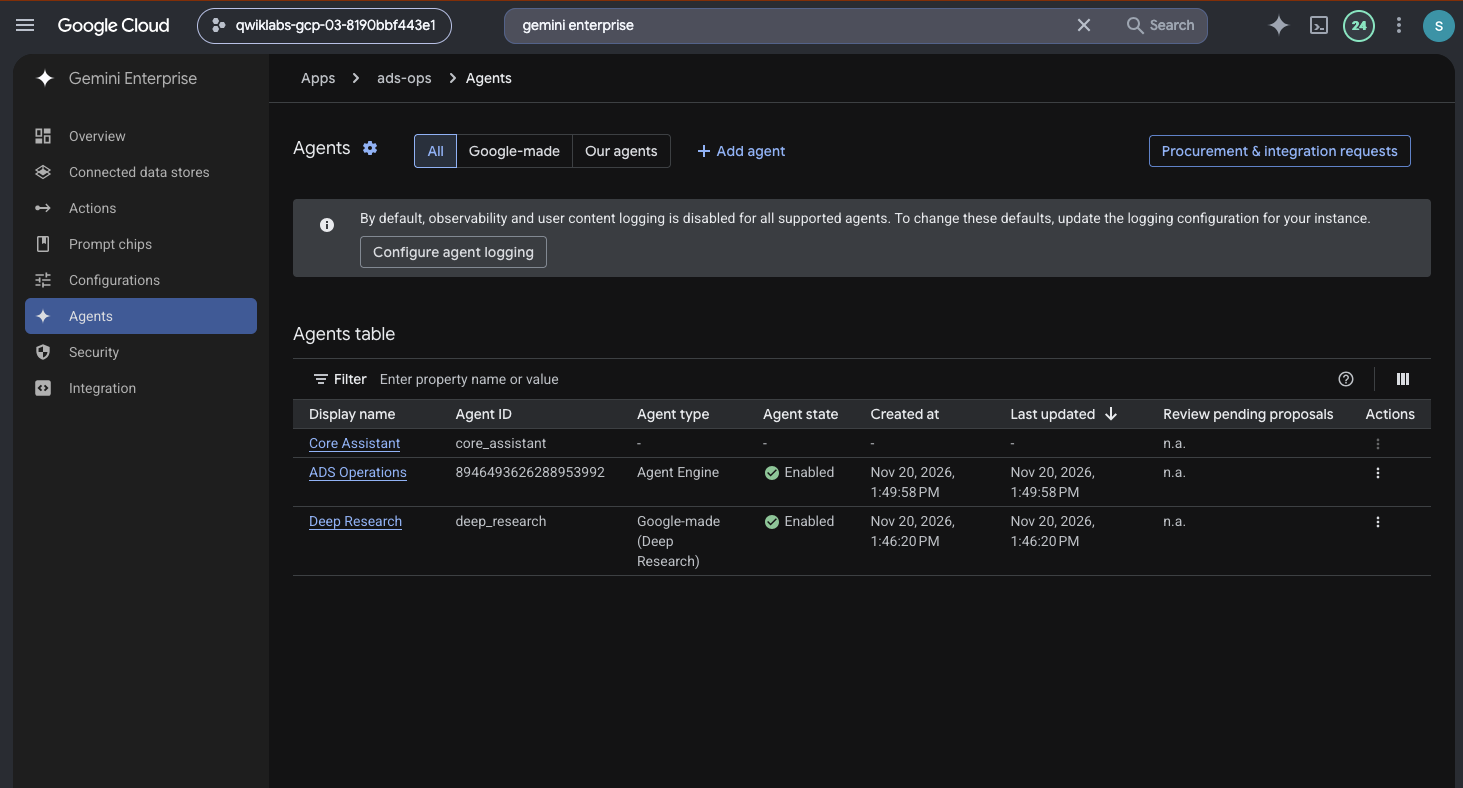 Google Cloud
qwiklabs-gcp-03-8190bbf443e1
gemini enterprise
Search
24
S
Gemini Enterprise
Overview
Connected data stores
Actions
Prompt chips
Configurations
Agents
Security
Integration
Apps > ads-ops > Agents
Agents
All
Google-made
Our agents
+ Add agent
Procurement & integration requests
By default, observability and user content logging is disabled for all supported agents. To change these defaults, update the logging configuration for your instance.
Configure agent logging
Agents table
Filter Enter property name or value
Display name Agent ID Agent type Agent state Created at Last updated Review pending proposals Actions
Core Assistant core_assistant - - - - n.a.
ADS Operations 8946493626288953992 Agent Engine Enabled Nov 20, 2026, Nov 20, 2026, n.a.
1:49:58 PM 1:49:58 PM
Deep Research deep_research Google-made Enabled Nov 20, 2026, Nov 20, 2026, n.a.
(Deep 1:46:20 PM 1:46:20 PM
Research)